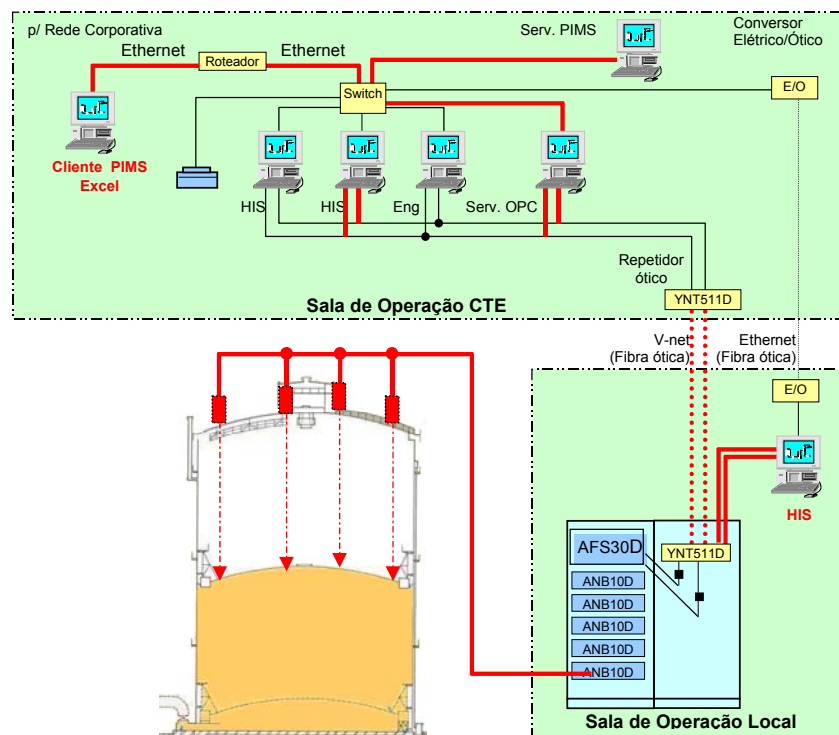 p/ Rede Corporativa
Serv. PIMS
Conversor
Elétrico/Ótico
Ethernet
Ethernet
Roteador
Switch
E/O
Cliente PIMS
Excel
HIS
HIS
Eng
Serv. OPC
Repetidor
ótico
YNT511D
Sala de Operação CTE
V-net
(Fibra ótica)
Ethernet
(Fibra ótica)
E/O
HIS
AFS30D
YNT511D
ANB10D
ANB10D
ANB10D
ANB10D
ANB10D
Sala de Operação Local